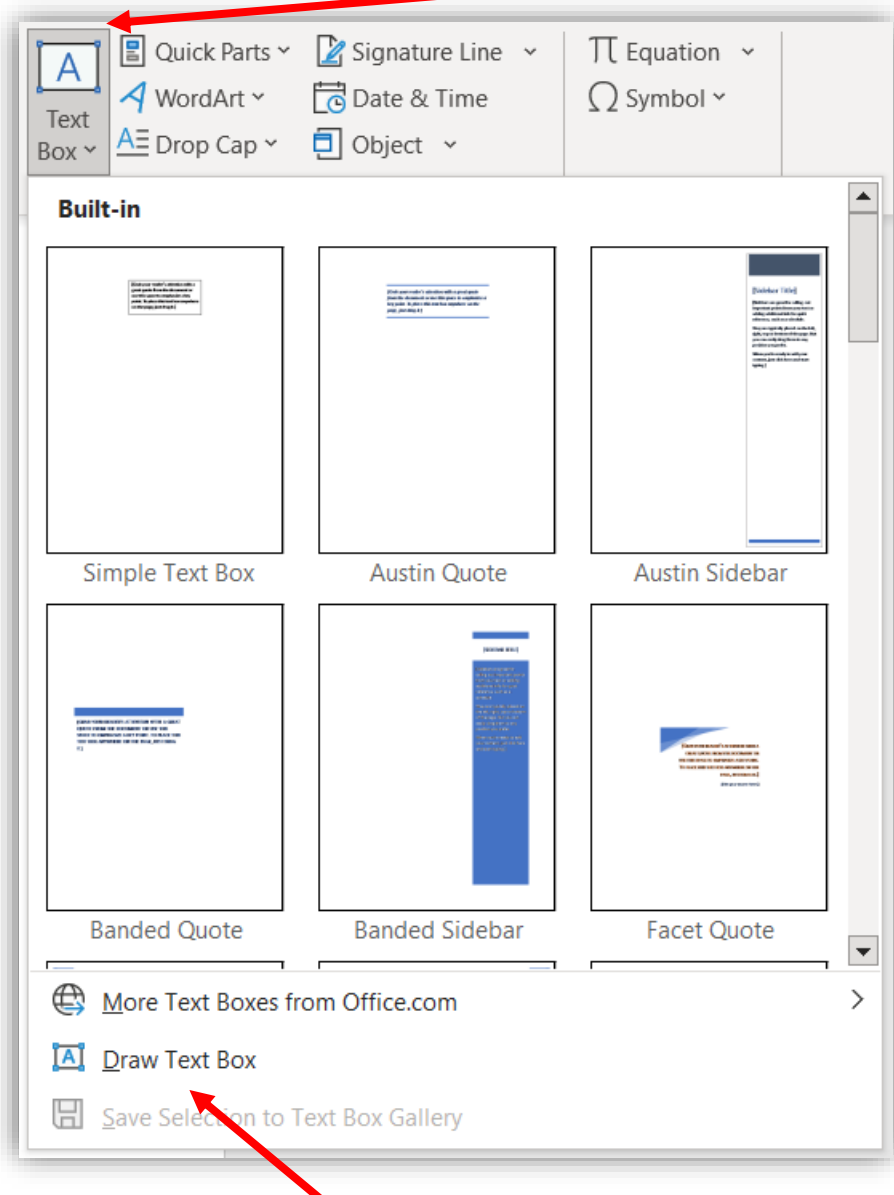 A
Text
Box
Quick Parts
WordArt
Drop Cap
Signature Line
Date & Time
Object
Equation
Symbol
Built-in
[Sidebar Title]
Simple Text Box
Austin Quote
Austin Sidebar
Banded Quote
Banded Sidebar
Facet Quote
More Text Boxes from Office.com
Draw Text Box
Save Selection to Text Box Gallery